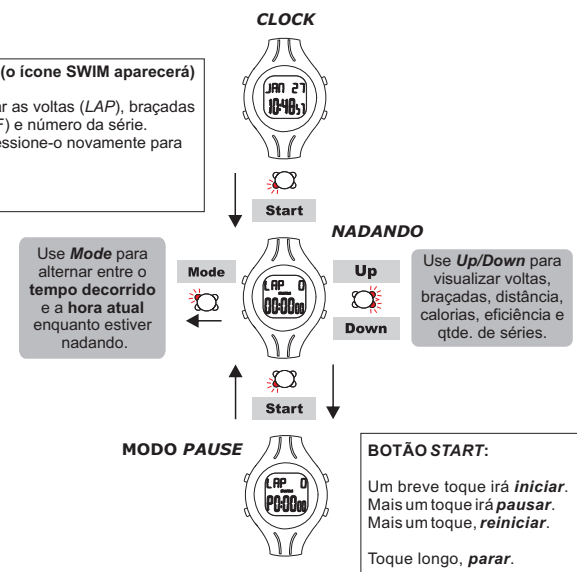 CLOCK
(o ícone SWIM aparecerá)
ar as voltas (LAP), braçadas
F) e número da série.
essione-o novamente para
JAN 27
10:48 57
Start
NADANDO
Use Mode para
alternar entre o
tempo decorrido
e a hora atual
enquanto estiver
nadando.
Mode
LAP 0
00:00 00
Up
Down
Use Up/Down para
visualizar voltas,
braçadas, distância,
calorias, eficiência e
qtde. de séries.
Start
MODO PAUSE
LAP 0
P0:00 00
BOTÃO START:
Um breve toque irá iniciar.
Mais um toque irá pausar.
Mais um toque, reiniciar.
Toque longo, parar.